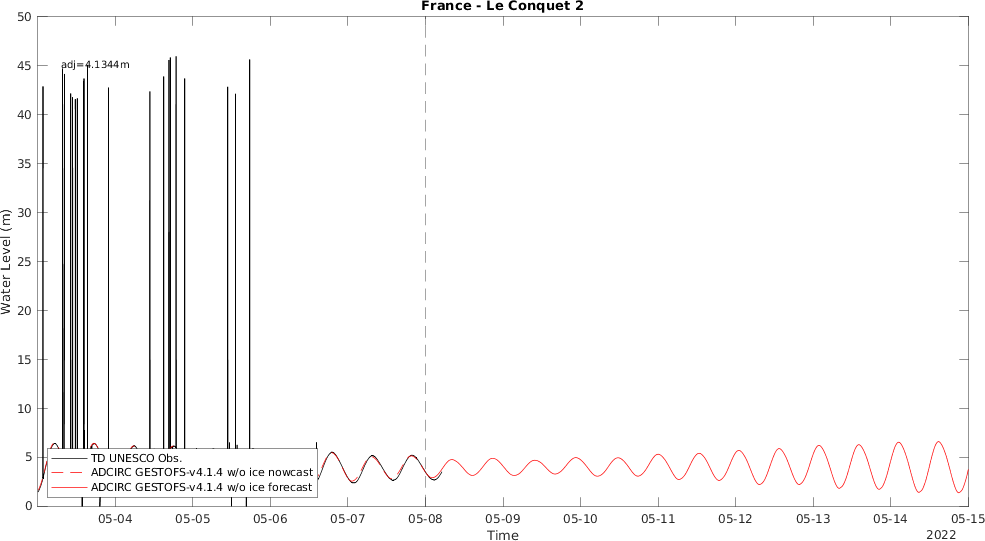 France - Le Conquet 2
50
45
40
35
30
25
20
15
10
5
0
Water Level (m)
adj=4.1344m
TD UNESCO Obs.
ADCIRC GESTOFS-v4.1.4 w/o ice nowcast
ADCIRC GESTOFS-v4.1.4 w/o ice forecast
05-04 05-05 05-06 05-07 05-08 05-09 05-10 05-11 05-12 05-13 05-14 05-15
Time
2022